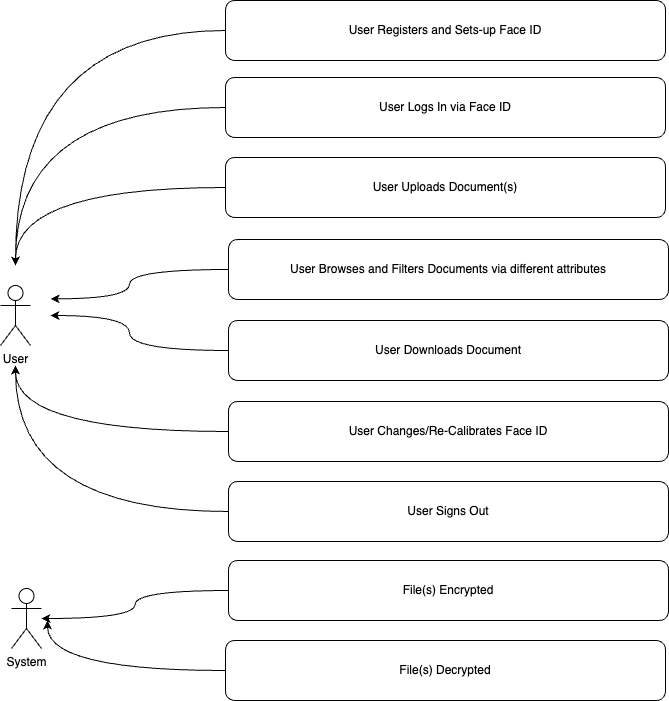 User Registers and Sets-up Face ID
User Logs In via Face ID
User Uploads Document(s)
User Browses and Filters Documents via different attributes
User
User Downloads Document
User Changes/Re-Calibrates Face ID
User Signs Out
File(s) Encrypted
System
File(s) Decrypted